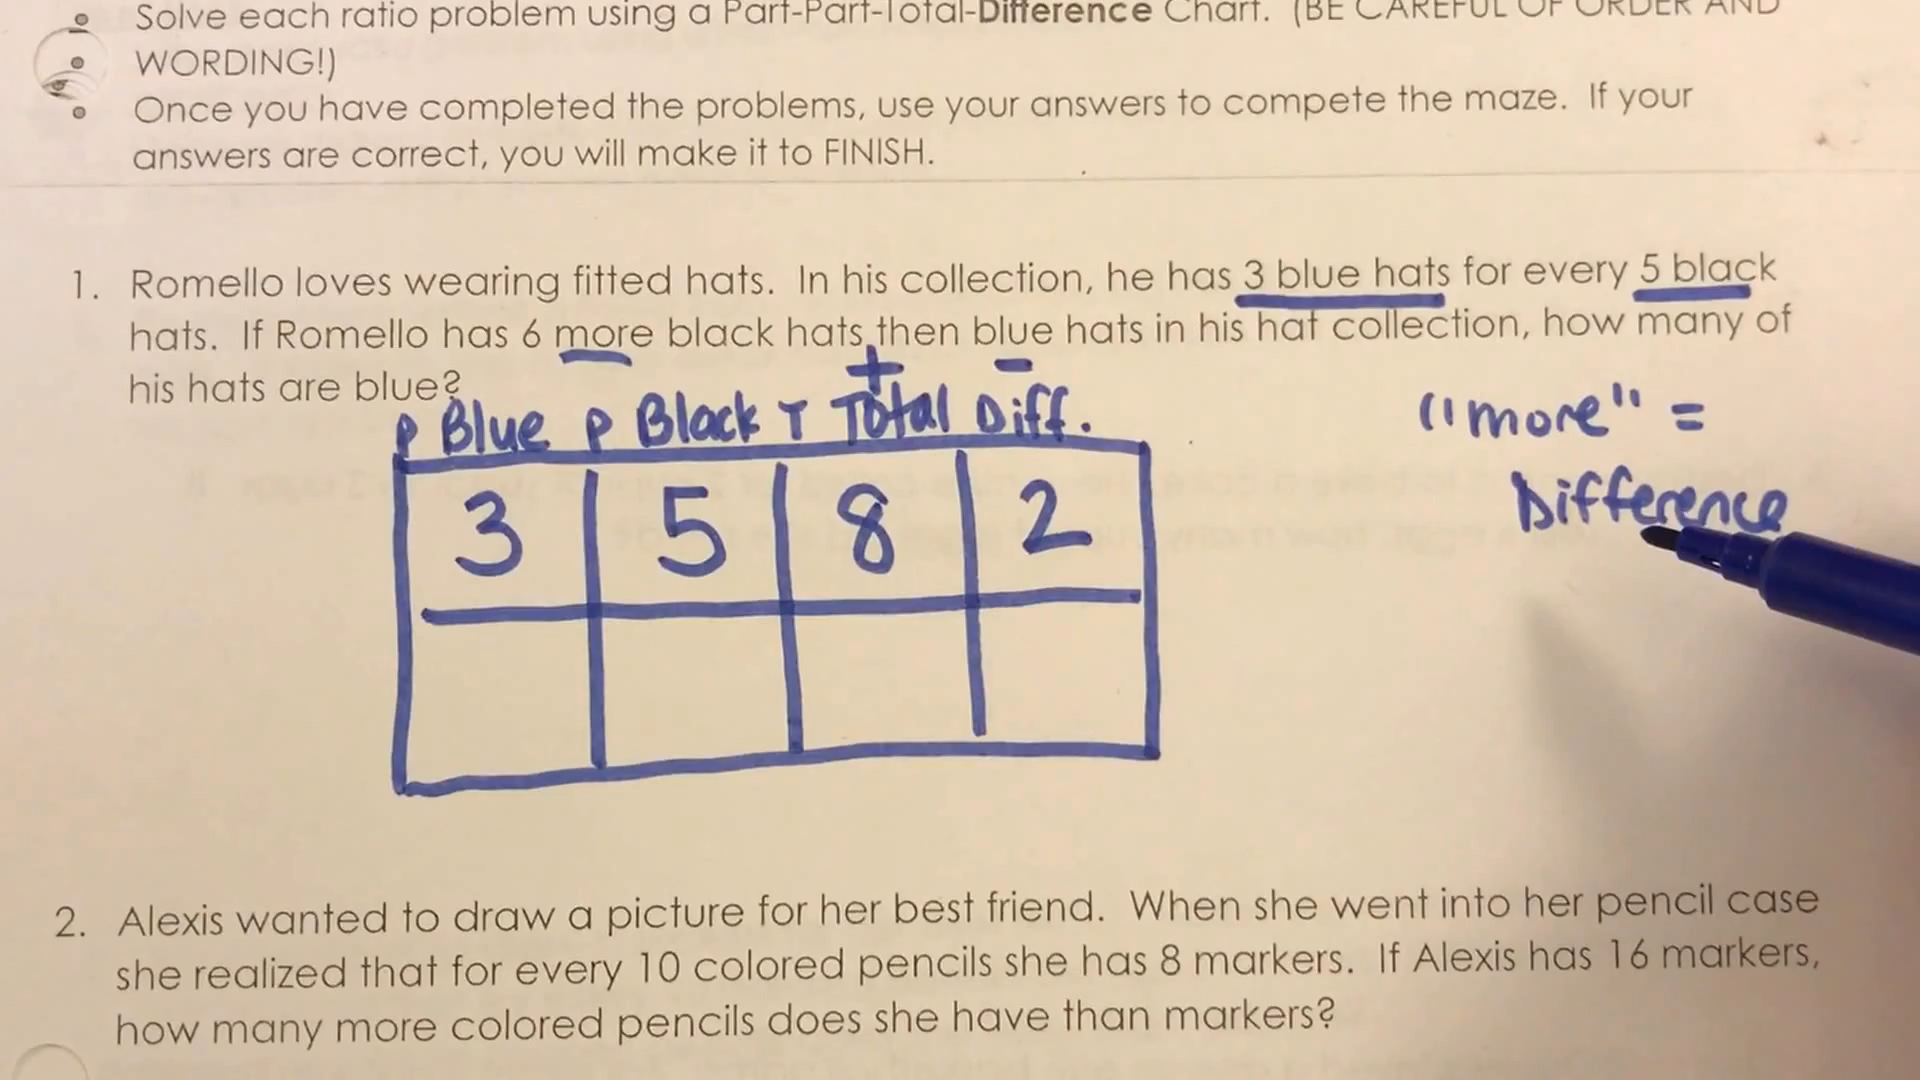 Solve each ratio problem using a Part-Part-Total-Difference Chart. (BE CAREFUL OF ORDER AND
WORDING!)
Once you have completed the problems, use your answers to compete the maze. If your
answers are correct, you will make it to FINISH.
1. Romello loves wearing fitted hats. In his collection, he has 3 blue hats for every 5 black
hats. If Romello has 6 more black hats then blue hats in his hat collection, how many of
his hats are blue?
+ -
P Blue P Black T Total Diff.
"more" =
Difference
3 5 8 2
2. Alexis wanted to draw a picture for her best friend. When she went into her pencil case
she realized that for every 10 colored pencils she has 8 markers. If Alexis has 16 markers,
how many more colored pencils does she have than markers?